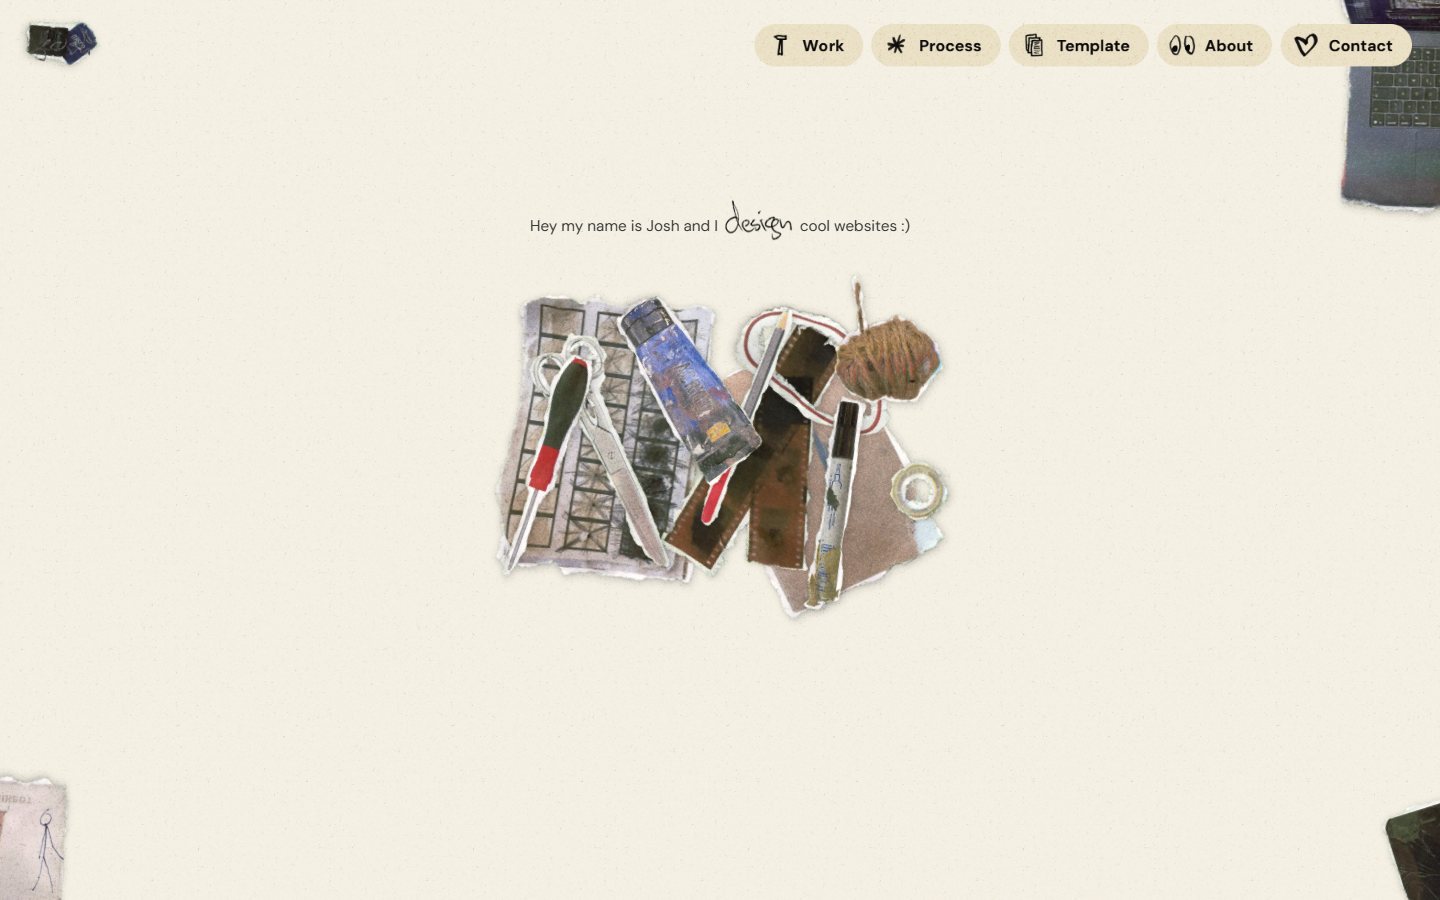 Work
Process
Template
About
Contact
Hey my name is Josh and I design cool websites :)